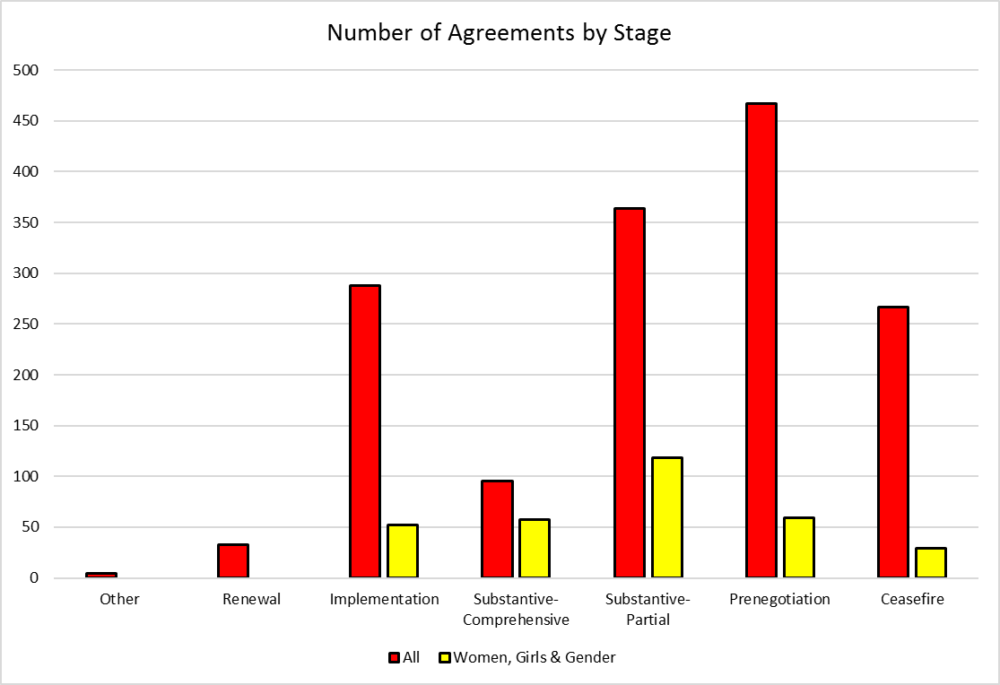 Number of Agreements by Stage
500
450
400
350
300
250
200
150
100
50
0
Other
Renewal
Implementation
Substantive-
Comprehensive
Substantive-
Partial
Prenegotiation
Ceasefire
All
Women, Girls & Gender